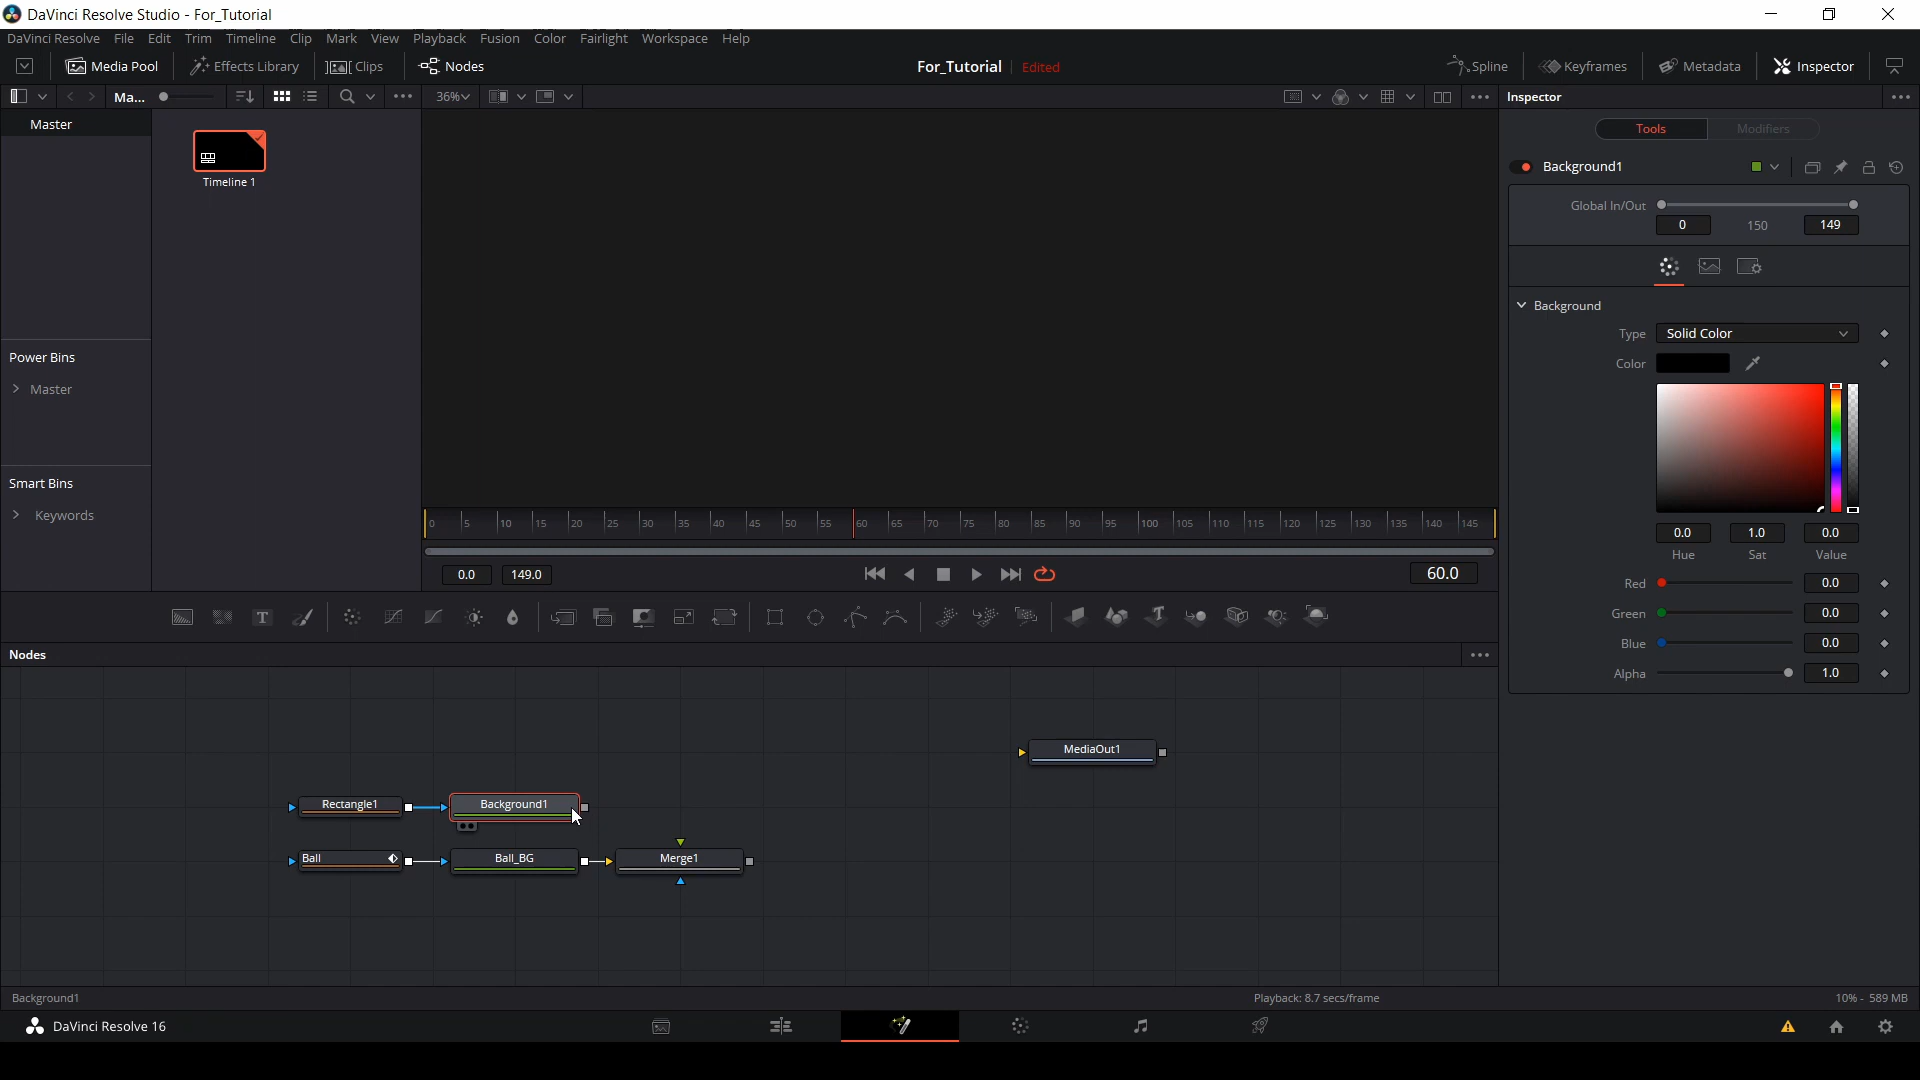 DaVinci Resolve Studio - For_Tutorial
DaVinci Resolve File Edit Trim Timeline Clip Mark View Playback Fusion Color Fairlight Workspace Help
Media Pool Effects Library Clips Nodes For_Tutorial Edited Spline Keyframes Metadata Inspector
Ma... 36% Inspector
Master
Timeline 1
Power Bins
Master
Smart Bins
Keywords
Tools Modifiers
Background1
Global In/Out
0 150 149
Background
Type Solid Color
Color
0.0 1.0 0.0
Hue Sat Value
Red 0.0
Green 0.0
Blue 0.0
Alpha 1.0
0 5 10 15 20 25 30 35 40 45 50 55 60 65 70 75 80 85 90 95 100 105 110 115 120 125 130 135 140 145
0.0 149.0 60.0
T
Nodes
MediaOut1
Rectangle1 Background1
Ball Ball_BG Merge1
Background1 Playback: 8.7 secs/frame 10% - 589 MB
DaVinci Resolve 16